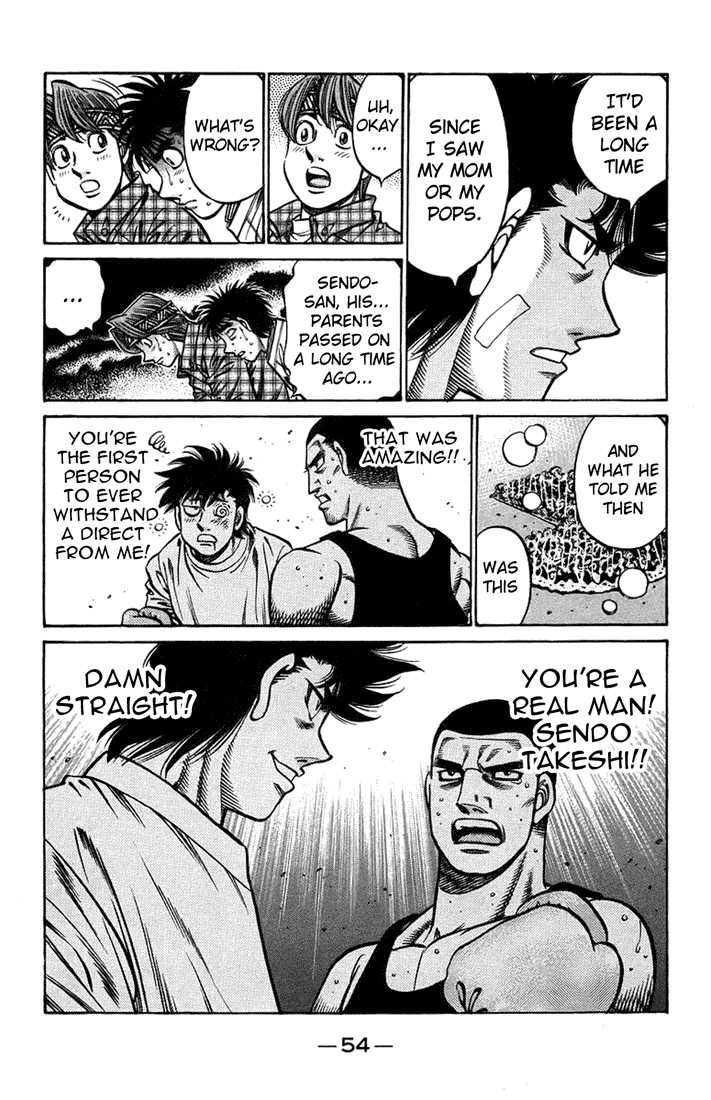 IT'D
BEEN A
LONG
TIME
SINCE
I SAW
MY MOM
OR MY
POPS.
UH,
OKAY
...
WHAT'S
WRONG?
SENDO-
SAN, HIS...
PARENTS
PASSED ON
A LONG TIME
AGO...
...
AND
WHAT HE
TOLD ME
THEN
WAS
THIS
THAT WAS
AMAZING!!
YOU'RE
THE FIRST
PERSON
TO EVER
WITHSTAND
A DIRECT
FROM ME!
YOU'RE A
REAL MAN!
SENDO
TAKESHI!!
DAMN
STRAIGHT!
—54—